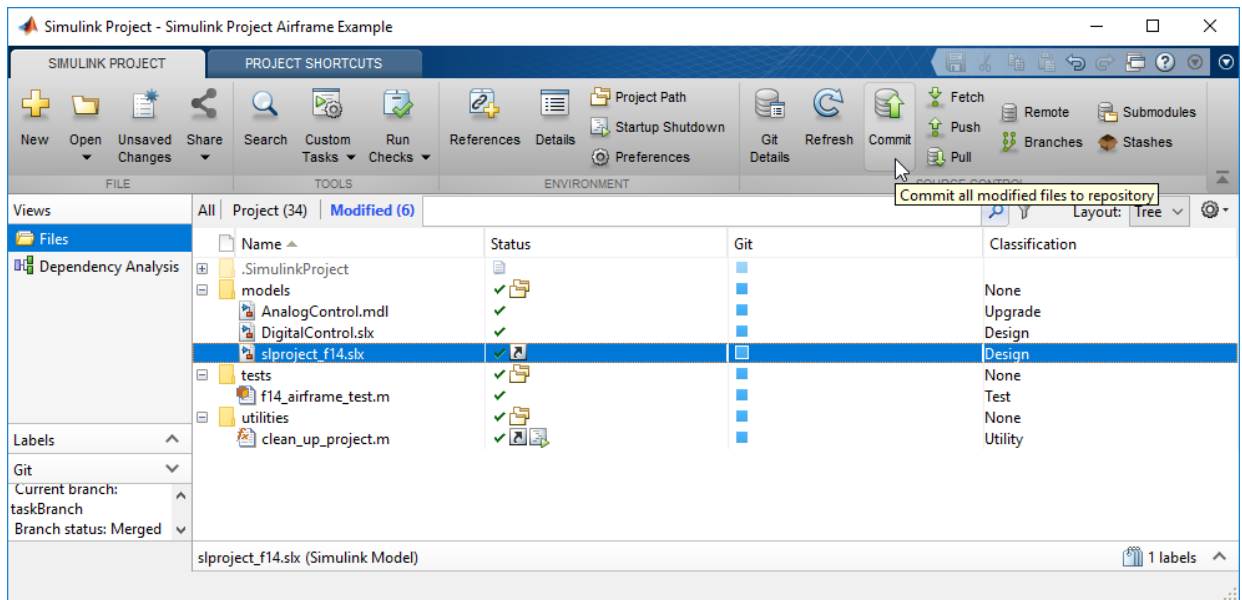 Simulink Project - Simulink Project Airframe Example
SIMULINK PROJECT
PROJECT SHORTCUTS
New
Open
Unsaved Changes
Share
Search
Custom Tasks
Run Checks
References
Details
Project Path
Startup Shutdown
Preferences
Git Details
Refresh
Commit
Fetch
Push
Pull
Remote
Branches
Submodules
Stashes
FILE
TOOLS
ENVIRONMENT
SOURCE CONTROL
Commit all modified files to repository
Views
All Project (34) Modified (6)
Layout: Tree
Files
Dependency Analysis
Name Status Git Classification
.SimulinkProject
models None
AnalogControl.mdl Upgrade
DigitalControl.slx Design
slproject_f14.slx Design
tests None
f14_airframe_test.m Test
utilities None
clean_up_project.m Utility
Labels
Git
Current branch:
taskBranch
Branch status: Merged
slproject_f14.slx (Simulink Model)
1 labels